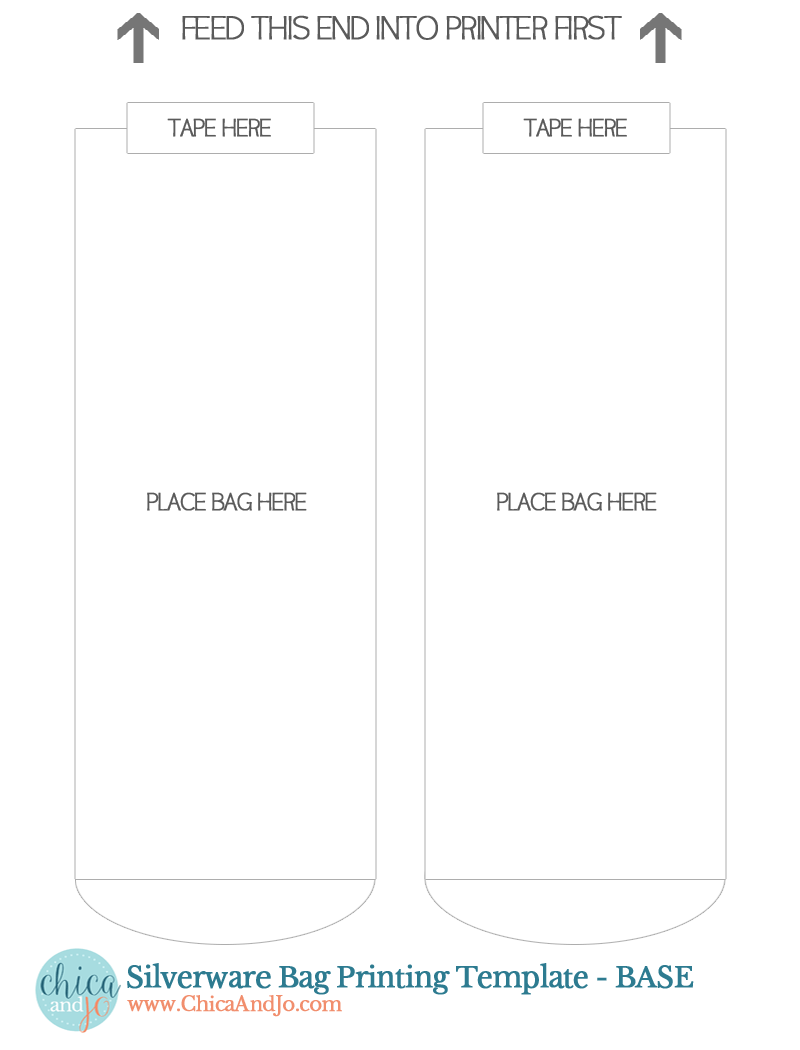 FEED THIS END INTO PRINTER FIRST
TAPE HERE
TAPE HERE
PLACE BAG HERE
PLACE BAG HERE
chica
and jo
Silverware Bag Printing Template - BASE
www.ChicaAndJo.com